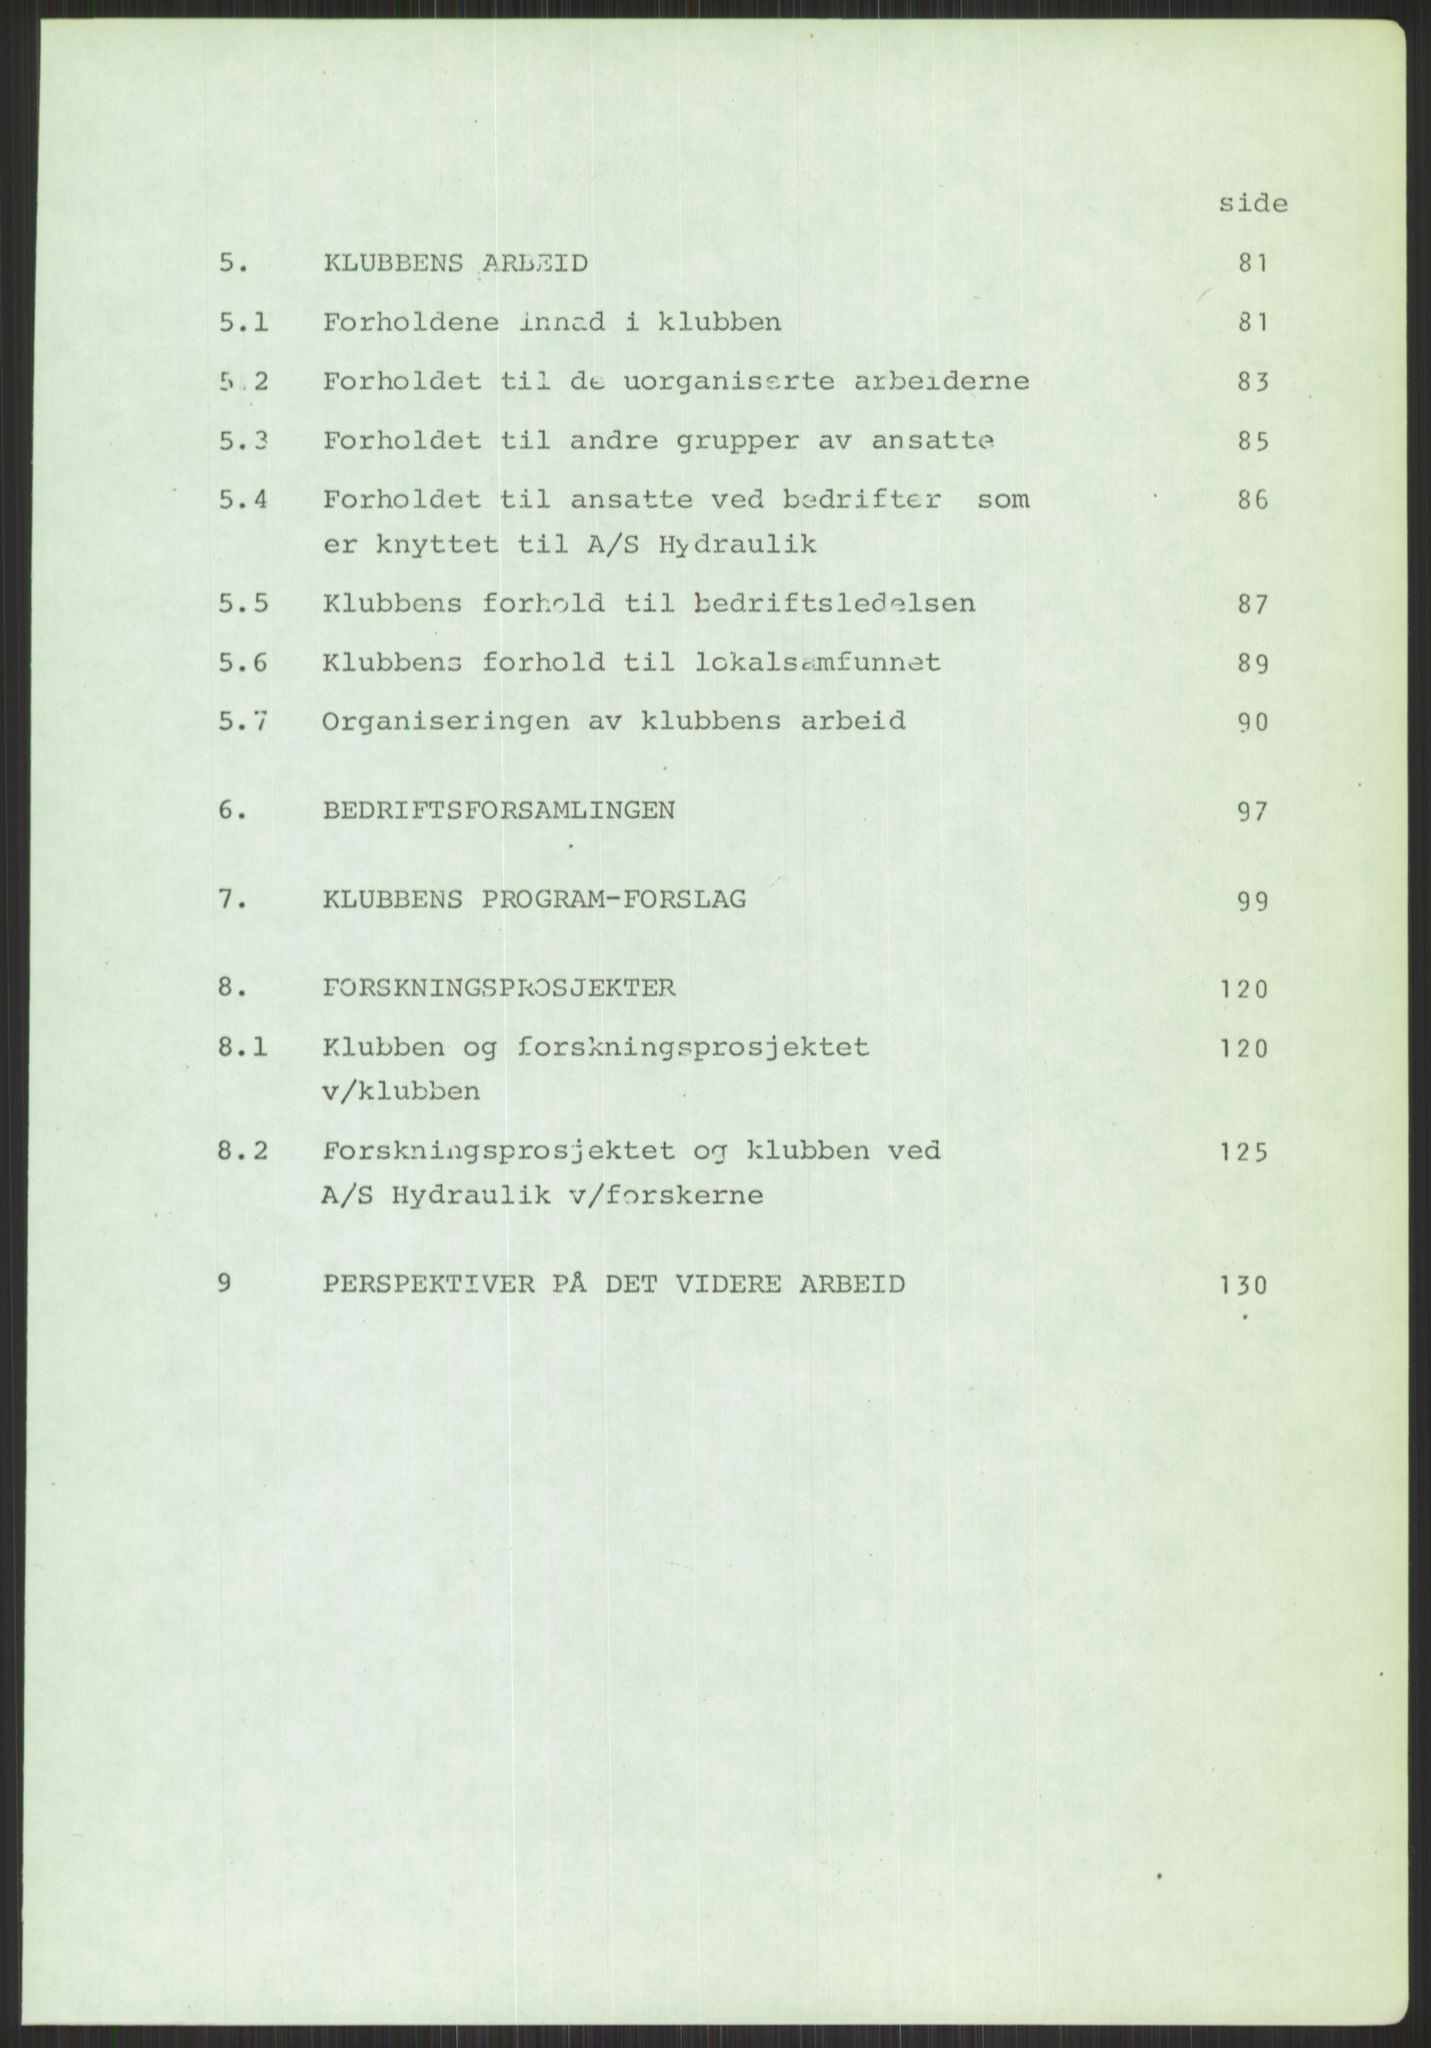 side
5. KLUBBENS ARBEID 81
5.1 Forholdene innad i klubben 81
5.2 Forholdet til de uorganiserte arbeiderne 83
5.3 Forholdet til andre grupper av ansatte 85
5.4 Forholdet til ansatte ved bedrifter som 86
er knyttet til A/S Hydraulik
5.5 Klubbens forhold til bedriftsledelsen 87
5.6 Klubbens forhold til lokalsamfunnet 89
5.7 Organiseringen av klubbens arbeid 90
6. BEDRIFTSFORSAMLINGEN 97
7. KLUBBENS PROGRAM-FORSLAG 99
8. FORSKNINGSPROSJEKTER 120
8.1 Klubben og forskningsprosjektet 120
v/klubben
8.2 Forskningsprosjektet og klubben ved 125
A/S Hydraulik v/forskerne
9 PERSPEKTIVER PÅ DET VIDERE ARBEID 130